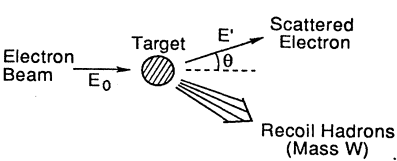 Electron
Beam
E₀
Target
E'
θ
Scattered
Electron
Recoil Hadrons
(Mass W)
.